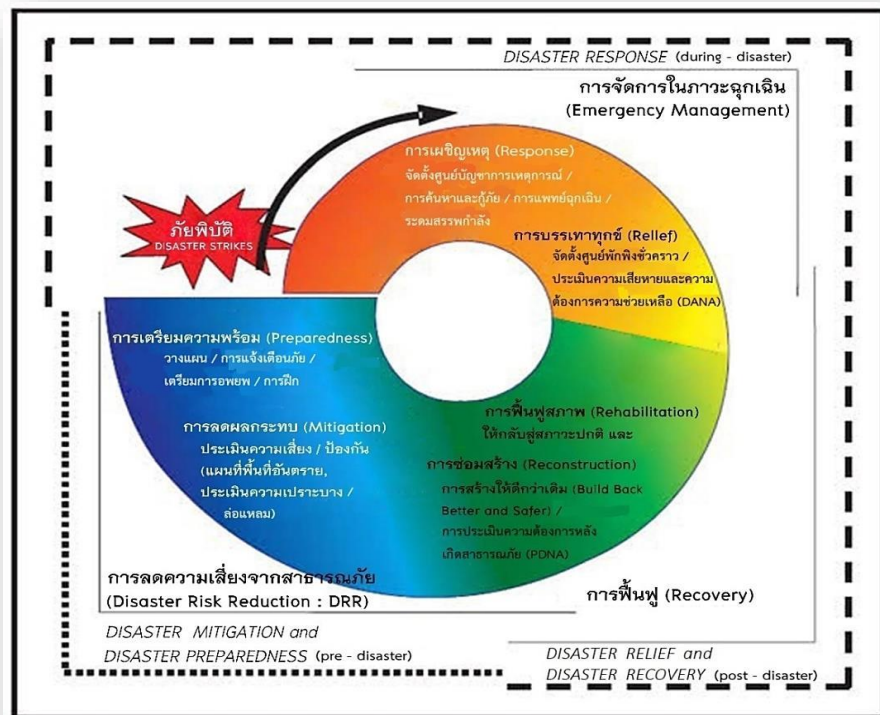 DISASTER RESPONSE (during - disaster)
การจัดการในภาวะฉุกเฉิน
(Emergency Management)
การเผชิญเหตุ (Response)
จัดตั้งศูนย์บัญชาการเหตุการณ์ /
การค้นหาและกู้ภัย / การแพทย์ฉุกเฉิน /
ระดมสรรพกำลัง
การบรรเทาทุกข์ (Relief)
จัดตั้งศูนย์พักพิงชั่วคราว /
ประเมินความเสียหายและความ
ต้องการความช่วยเหลือ (DANA)
ภัยพิบัติ
DISASTER STRIKES
การเตรียมความพร้อม (Preparedness)
วางแผน / การแจ้งเตือนภัย /
เตรียมการอพยพ / การฝึก
การลดผลกระทบ (Mitigation)
ประเมินความเสี่ยง / ป้องกัน
(แผนที่พื้นที่อันตราย,
ประเมินความเปราะบาง /
ล่อแหลม)
การฟื้นฟูสภาพ (Rehabilitation)
ให้กลับสู่สภาวะปกติ และ
การซ่อมสร้าง (Reconstruction)
การสร้างให้ดีกว่าเดิม (Build Back
Better and Safer) /
การประเมินความต้องการหลัง
เกิดสาธารณภัย (PDNA)
การลดความเสี่ยงจากสาธารณภัย
(Disaster Risk Reduction : DRR)
การฟื้นฟู (Recovery)
DISASTER MITIGATION and
DISASTER PREPAREDNESS (pre - disaster)
DISASTER RELIEF and
DISASTER RECOVERY (post - disaster)